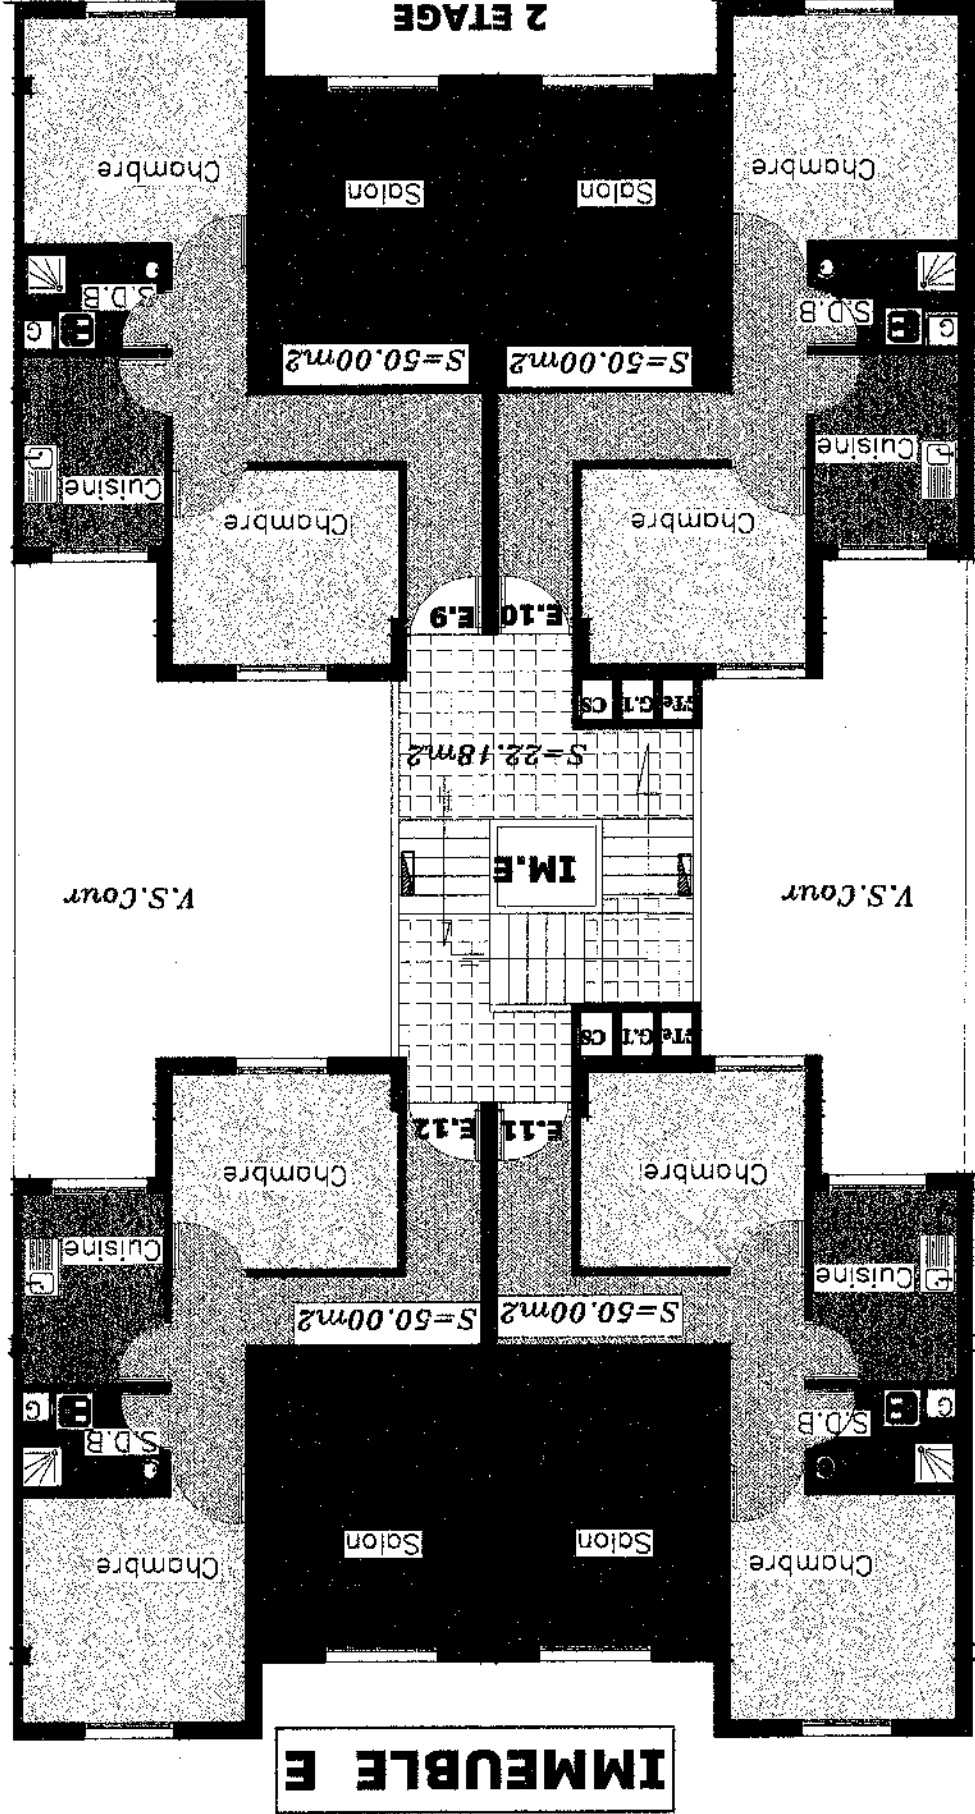 IMMEUBLE E
Chambre
Salon
Salon
Chambre
G E S.D.B
S.D.B E G
S=50.00m2
S=50.00m2
Cuisine
Cuisine
Chambre
Chambre
E.11
E.12
G.T CS
V.S.Cour
IM.E
V.S.Cour
S=22.18m2
G.T CS
E.10
E.9
Chambre
Chambre
Cuisine
Cuisine
S=50.00m2
S=50.00m2
G E S.D.B
S.D.B E G
Chambre
Salon
Salon
Chambre
2 ETAGE